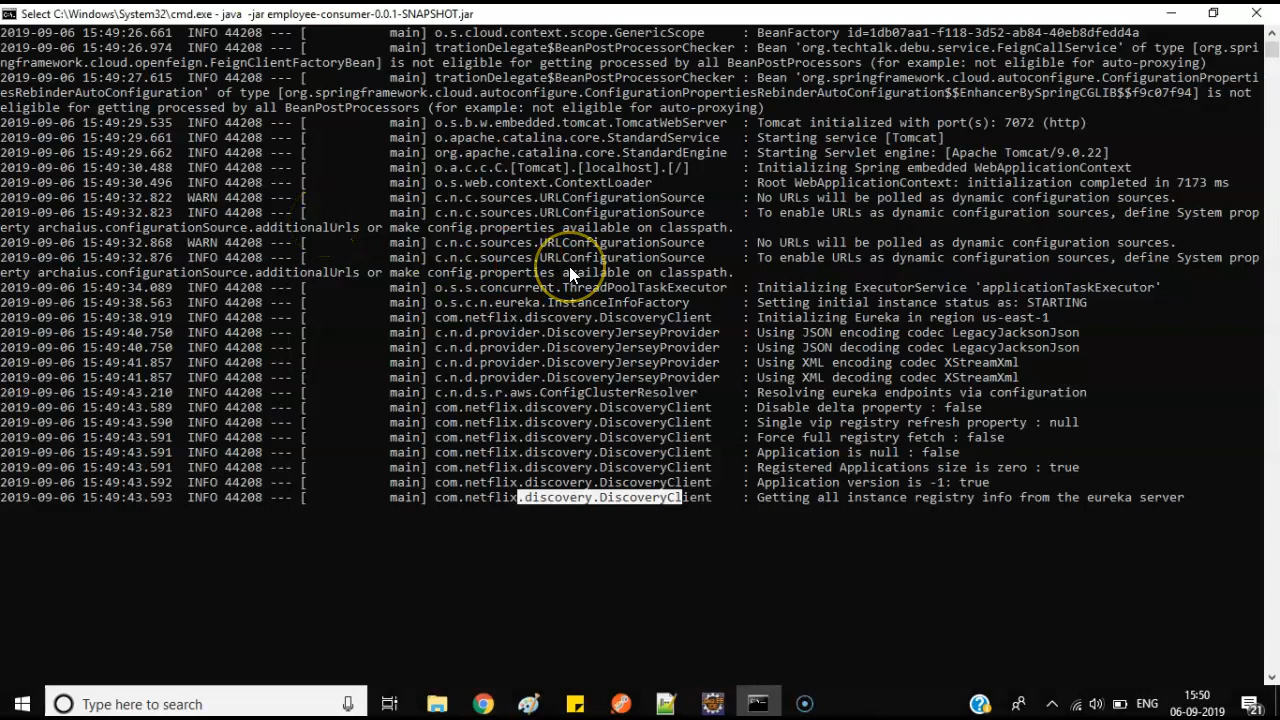 Select C:\Windows\System32\cmd.exe - java  -jar employee-consumer-0.0.1-SNAPSHOT.jar
2019-09-06 15:49:26.661  INFO 44208 --- [           main] o.s.cloud.context.scope.GenericScope     : BeanFactory id=1db07aa1-f118-3d52-ab84-40eb8dfedd4a
2019-09-06 15:49:26.974  INFO 44208 --- [           main] trationDelegate$BeanPostProcessorChecker : Bean 'org.techtalk.debu.service.FeignCallService' of type [org.spri
ngframework.cloud.openfeign.FeignClientFactoryBean] is not eligible for getting processed by all BeanPostProcessors (for example: not eligible for auto-proxying)
2019-09-06 15:49:27.615  INFO 44208 --- [           main] trationDelegate$BeanPostProcessorChecker : Bean 'org.springframework.cloud.autoconfigure.ConfigurationProperti
esRebinderAutoConfiguration' of type [org.springframework.cloud.autoconfigure.ConfigurationPropertiesRebinderAutoConfiguration$$EnhancerBySpringCGLIB$$f9c07f94] is not
eligible for getting processed by all BeanPostProcessors (for example: not eligible for auto-proxying)
2019-09-06 15:49:29.535  INFO 44208 --- [           main] o.s.b.w.embedded.tomcat.TomcatWebServer  : Tomcat initialized with port(s): 7072 (http)
2019-09-06 15:49:29.661  INFO 44208 --- [           main] o.apache.catalina.core.StandardService   : Starting service [Tomcat]
2019-09-06 15:49:29.662  INFO 44208 --- [           main] org.apache.catalina.core.StandardEngine  : Starting Servlet engine: [Apache Tomcat/9.0.22]
2019-09-06 15:49:30.488  INFO 44208 --- [           main] o.a.c.c.C.[Tomcat].[localhost].[/]       : Initializing Spring embedded WebApplicationContext
2019-09-06 15:49:30.496  INFO 44208 --- [           main] o.s.web.context.ContextLoader            : Root WebApplicationContext: initialization completed in 7173 ms
2019-09-06 15:49:32.822  WARN 44208 --- [           main] c.n.c.sources.URLConfigurationSource     : No URLs will be polled as dynamic configuration sources.
2019-09-06 15:49:32.823  INFO 44208 --- [           main] c.n.c.sources.URLConfigurationSource     : To enable URLs as dynamic configuration sources, define System prop
erty archaius.configurationSource.additionalUrls or make config.properties available on classpath.
2019-09-06 15:49:32.868  WARN 44208 --- [           main] c.n.c.sources.URLConfigurationSource     : No URLs will be polled as dynamic configuration sources.
2019-09-06 15:49:32.876  INFO 44208 --- [           main] c.n.c.sources.URLConfigurationSource     : To enable URLs as dynamic configuration sources, define System prop
erty archaius.configurationSource.additionalUrls or make config.properties available on classpath.
2019-09-06 15:49:34.089  INFO 44208 --- [           main] o.s.s.concurrent.ThreadPoolTaskExecutor  : Initializing ExecutorService 'applicationTaskExecutor'
2019-09-06 15:49:38.563  INFO 44208 --- [           main] o.s.c.n.eureka.InstanceInfoFactory       : Setting initial instance status as: STARTING
2019-09-06 15:49:38.919  INFO 44208 --- [           main] com.netflix.discovery.DiscoveryClient    : Initializing Eureka in region us-east-1
2019-09-06 15:49:40.750  INFO 44208 --- [           main] c.n.d.provider.DiscoveryJerseyProvider   : Using JSON encoding codec LegacyJacksonJson
2019-09-06 15:49:40.750  INFO 44208 --- [           main] c.n.d.provider.DiscoveryJerseyProvider   : Using JSON decoding codec LegacyJacksonJson
2019-09-06 15:49:41.857  INFO 44208 --- [           main] c.n.d.provider.DiscoveryJerseyProvider   : Using XML encoding codec XStreamXml
2019-09-06 15:49:41.857  INFO 44208 --- [           main] c.n.d.provider.DiscoveryJerseyProvider   : Using XML decoding codec XStreamXml
2019-09-06 15:49:43.210  INFO 44208 --- [           main] c.n.d.s.r.aws.ConfigClusterResolver      : Resolving eureka endpoints via configuration
2019-09-06 15:49:43.589  INFO 44208 --- [           main] com.netflix.discovery.DiscoveryClient    : Disable delta property : false
2019-09-06 15:49:43.590  INFO 44208 --- [           main] com.netflix.discovery.DiscoveryClient    : Single vip registry refresh property : null
2019-09-06 15:49:43.591  INFO 44208 --- [           main] com.netflix.discovery.DiscoveryClient    : Force full registry fetch : false
2019-09-06 15:49:43.591  INFO 44208 --- [           main] com.netflix.discovery.DiscoveryClient    : Application is null : false
2019-09-06 15:49:43.591  INFO 44208 --- [           main] com.netflix.discovery.DiscoveryClient    : Registered Applications size is zero : true
2019-09-06 15:49:43.592  INFO 44208 --- [           main] com.netflix.discovery.DiscoveryClient    : Application version is -1: true
2019-09-06 15:49:43.593  INFO 44208 --- [           main] com.netflix.discovery.DiscoveryClient    : Getting all instance registry info from the eureka server
Type here to search
ENG
15:50
06-09-2019
21